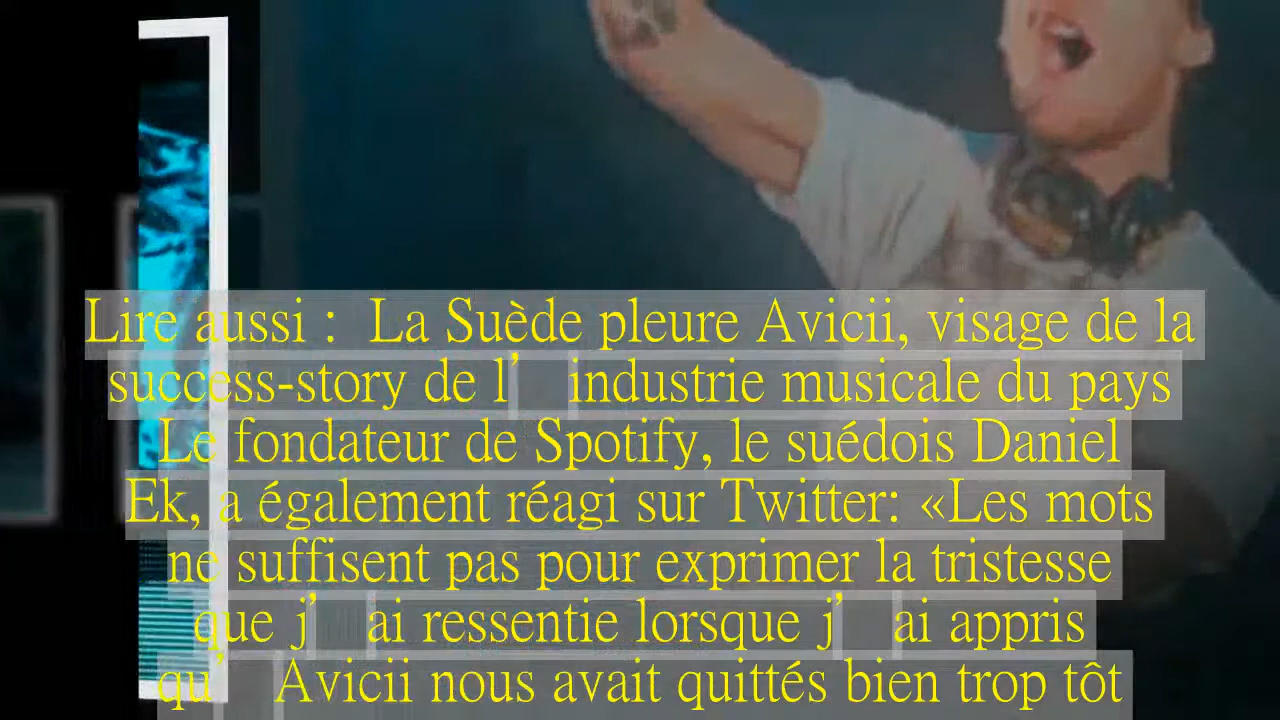 Lire aussi : La Suède pleure Avicii, visage de la
success-story de l’ industrie musicale du pays
Le fondateur de Spotify, le suédois Daniel
Ek, a également réagi sur Twitter: «Les mots
ne suffisent pas pour exprimer la tristesse
que j’ ai ressentie lorsque j’ ai appris
qu’ Avicii nous avait quittés bien trop tôt